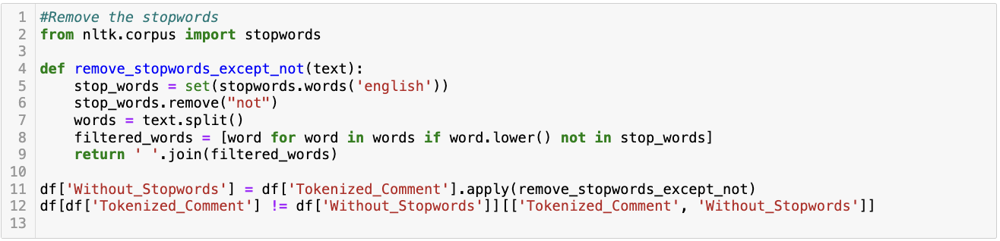 1 #Remove the stopwords
2 from nltk.corpus import stopwords
3
4 def remove_stopwords_except_not(text):
5     stop_words = set(stopwords.words('english'))
6     stop_words.remove("not")
7     words = text.split()
8     filtered_words = [word for word in words if word.lower() not in stop_words]
9     return ' '.join(filtered_words)
10
11 df['Without_Stopwords'] = df['Tokenized_Comment'].apply(remove_stopwords_except_not)
12 df[df['Tokenized_Comment'] != df['Without_Stopwords']][['Tokenized_Comment', 'Without_Stopwords']]
13